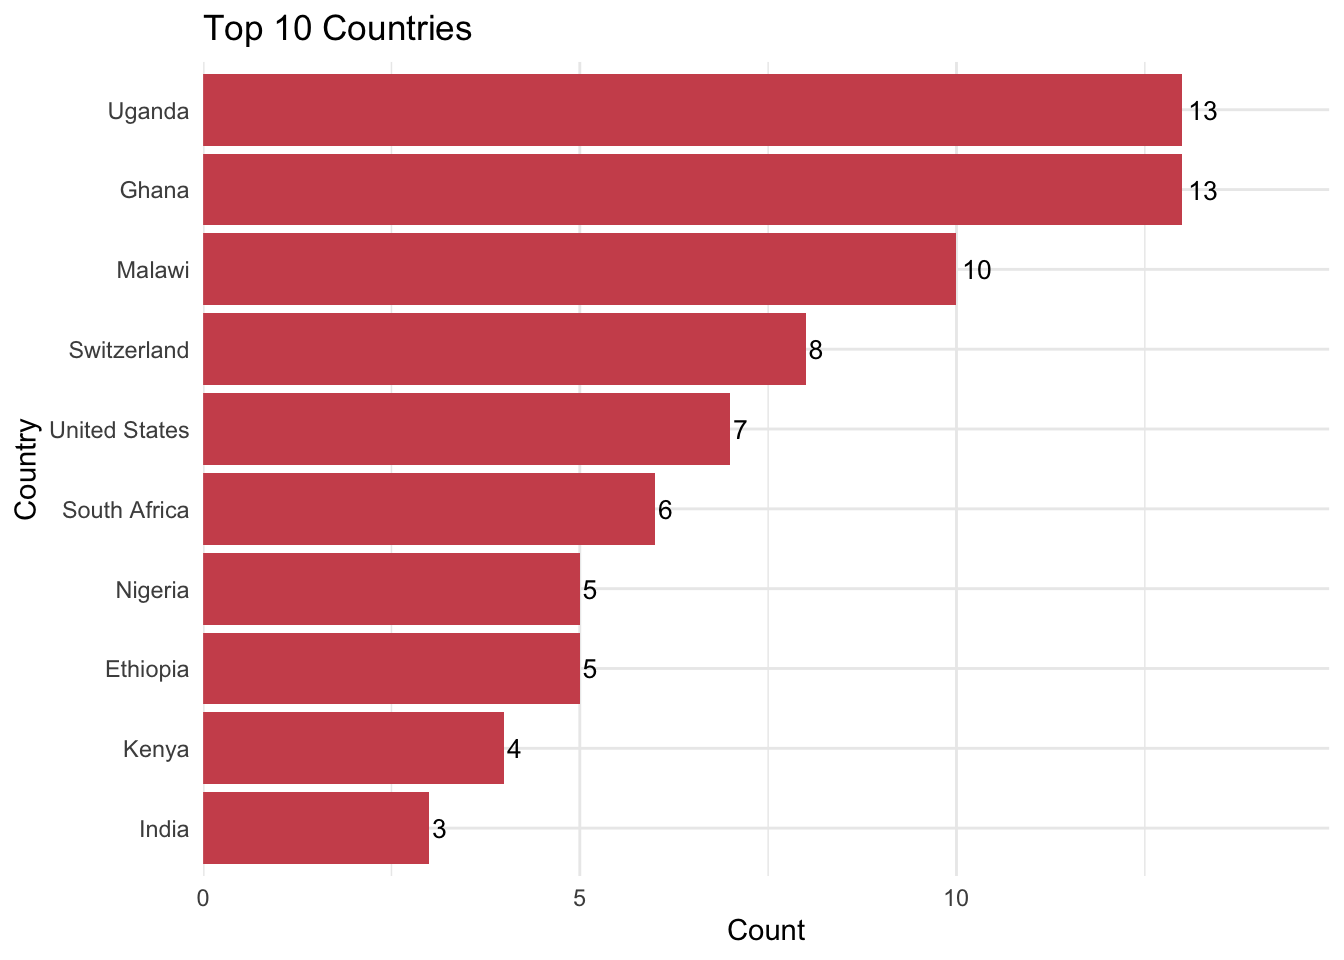 Top 10 Countries
Country
Uganda 13
Ghana 13
Malawi 10
Switzerland 8
United States 7
South Africa 6
Nigeria 5
Ethiopia 5
Kenya 4
India 3
0 5 10
Count